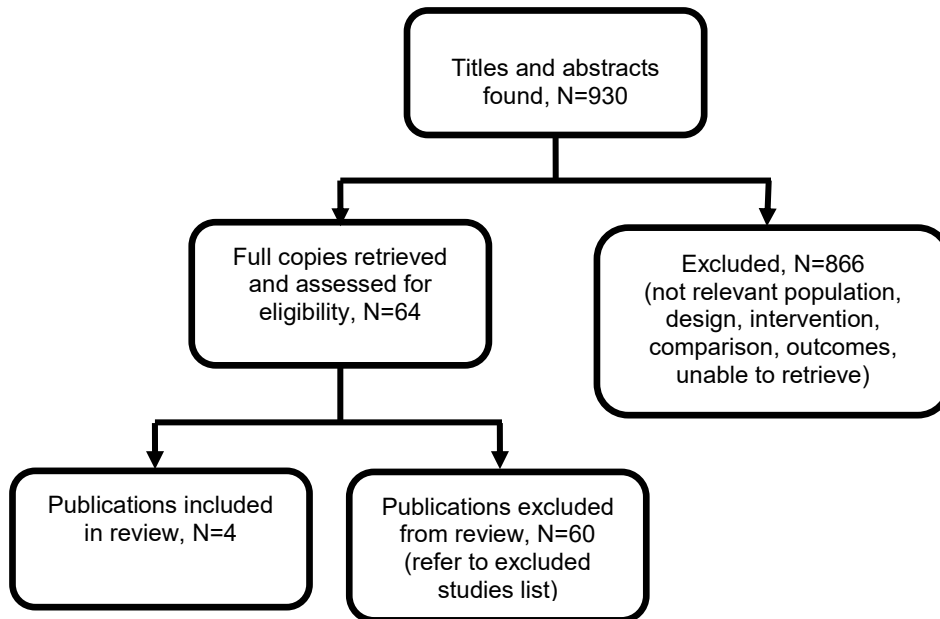 Titles and abstracts
found, N=930
Full copies retrieved
and assessed for
eligibility, N=64
Excluded, N=866
(not relevant population,
design, intervention,
comparison, outcomes,
unable to retrieve)
Publications included
in review, N=4
Publications excluded
from review, N=60
(refer to excluded
studies list)